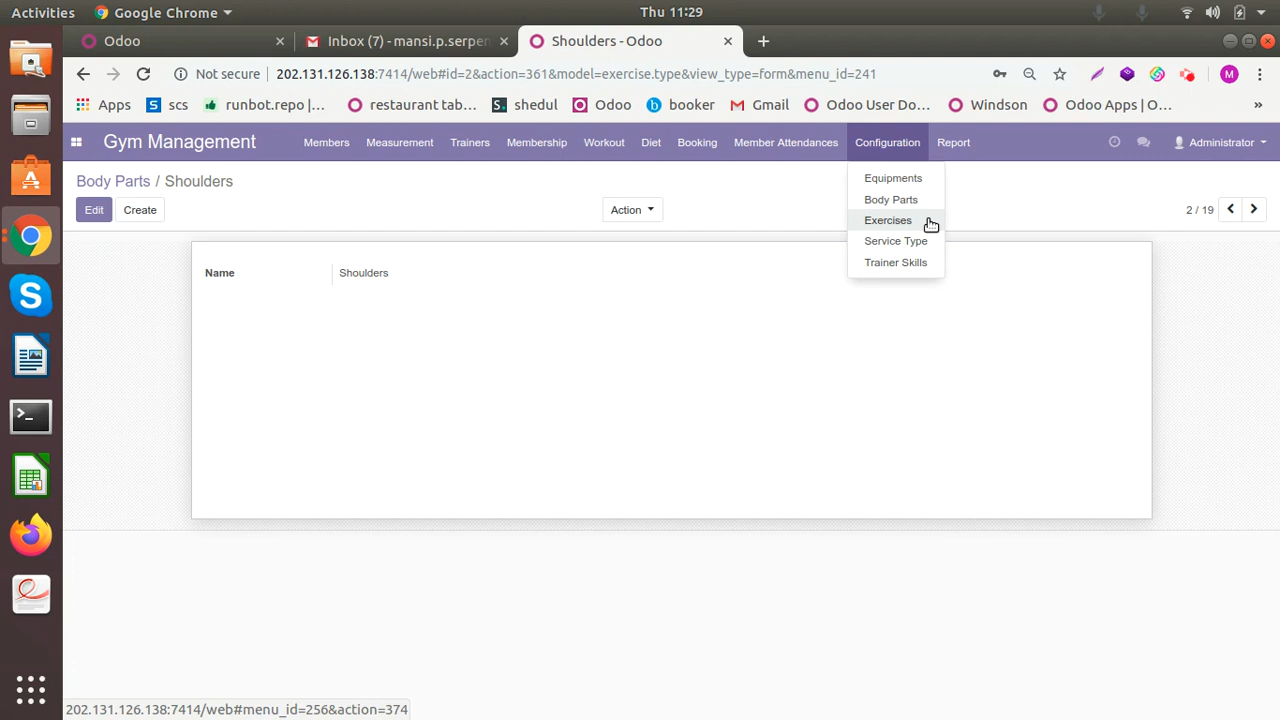 Activities
Google Chrome
Thu 11:29
Odoo
Inbox (7) - mansi.p.serpen
Shoulders - Odoo
Not secure
202.131.126.138:7414/web#id=2&action=361&model=exercise.type&view_type=form&menu_id=241
M
Apps
S scs
runbot.repo |...
restaurant tab...
S. shedul
Odoo
b booker
Gmail
Odoo User Do...
Windson
Odoo Apps | O...
»
Gym Management
Members
Measurement
Trainers
Membership
Workout
Diet
Booking
Member Attendances
Configuration
Report
Administrator
Body Parts / Shoulders
Edit
Create
Action
2 / 19
Equipments
Body Parts
Exercises
Service Type
Trainer Skills
Name
Shoulders
202.131.126.138:7414/web#menu_id=256&action=374